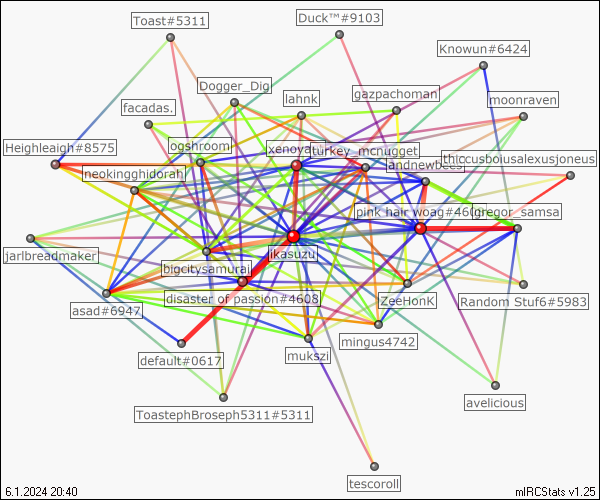 Toast#5311
Duck™#9103
Knowun#6424
Dogger_Dig
gazpachoman
lahnk
moonraven
facadas.
Heighleaigh#8575
ogshroom
xenoya
turkey_mcnugget
andnewbees
thiccusbousalexusjoneus
neokingghidorah
pink hair woag#460
gregor_samsa
jarlbreadmaker
ikasuzu
bigcitysamurai
disaster of passion#4608
ZeeHonK
Random Stuf6#5983
asad#6947
mingus4742
default#0617
mukszi
avelicious
ToastephBroseph5311#5311
tescoroll
6.1.2024 20:40
mIRCStats v1.25